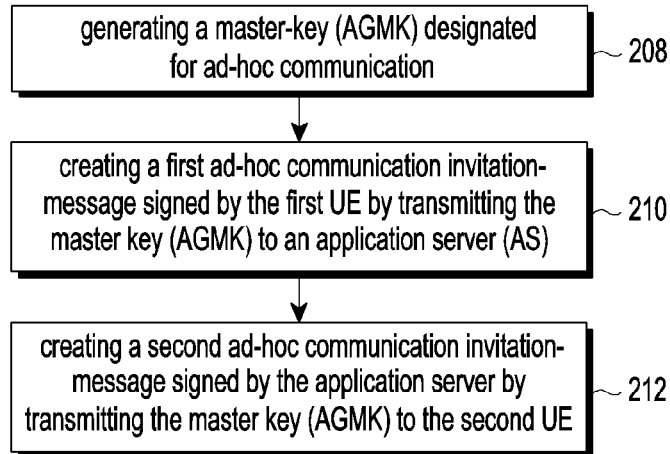 generating a master-key (AGMK) designated
for ad-hoc communication
208
creating a first ad-hoc communication invitation-
message signed by the first UE by transmitting the
master key (AGMK) to an application server (AS)
210
creating a second ad-hoc communication invitation-
message signed by the application server by
transmitting the master key (AGMK) to the second UE
212